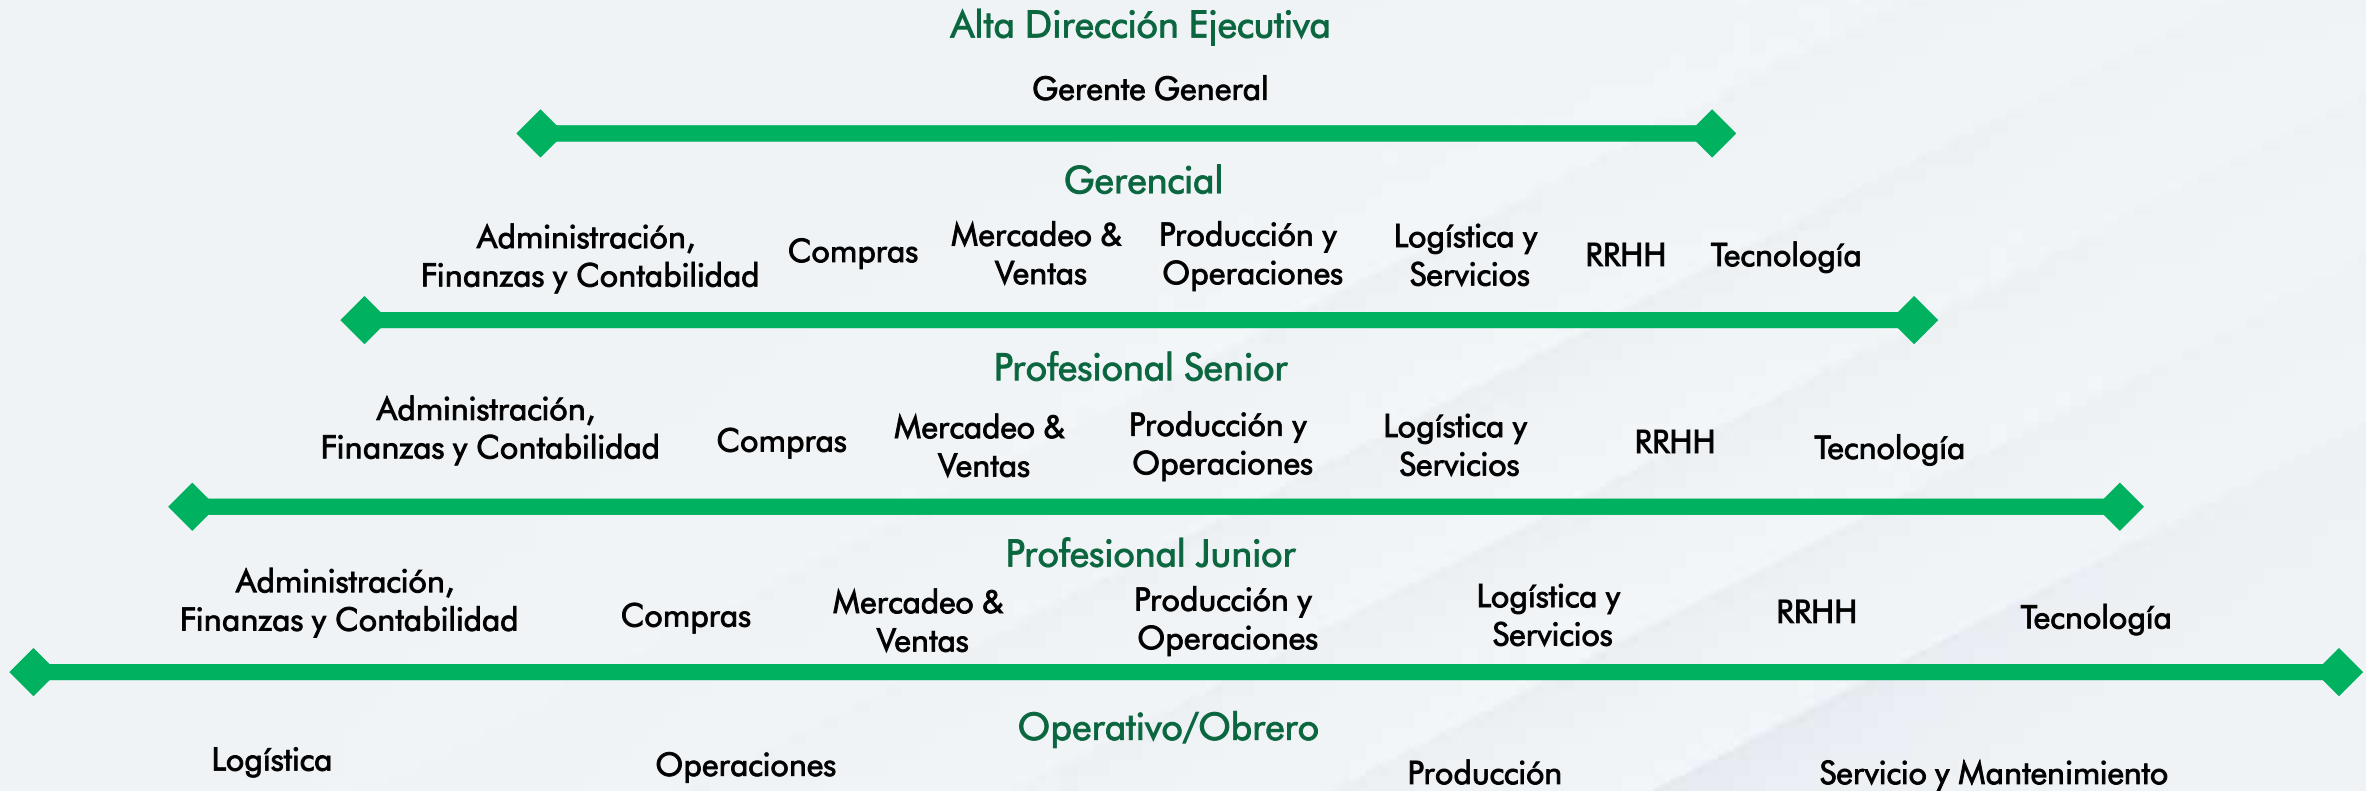 Alta Dirección Ejecutiva
Gerente General
Gerencial
Administración,
Finanzas y Contabilidad
Compras
Mercadeo &
Ventas
Producción y
Operaciones
Logística y
Servicios
RRHH
Tecnología
Profesional Senior
Administración,
Finanzas y Contabilidad
Compras
Mercadeo &
Ventas
Producción y
Operaciones
Logística y
Servicios
RRHH
Tecnología
Profesional Junior
Administración,
Finanzas y Contabilidad
Compras
Mercadeo &
Ventas
Producción y
Operaciones
Logística y
Servicios
RRHH
Tecnología
Operativo/Obrero
Logística
Operaciones
Producción
Servicio y Mantenimiento